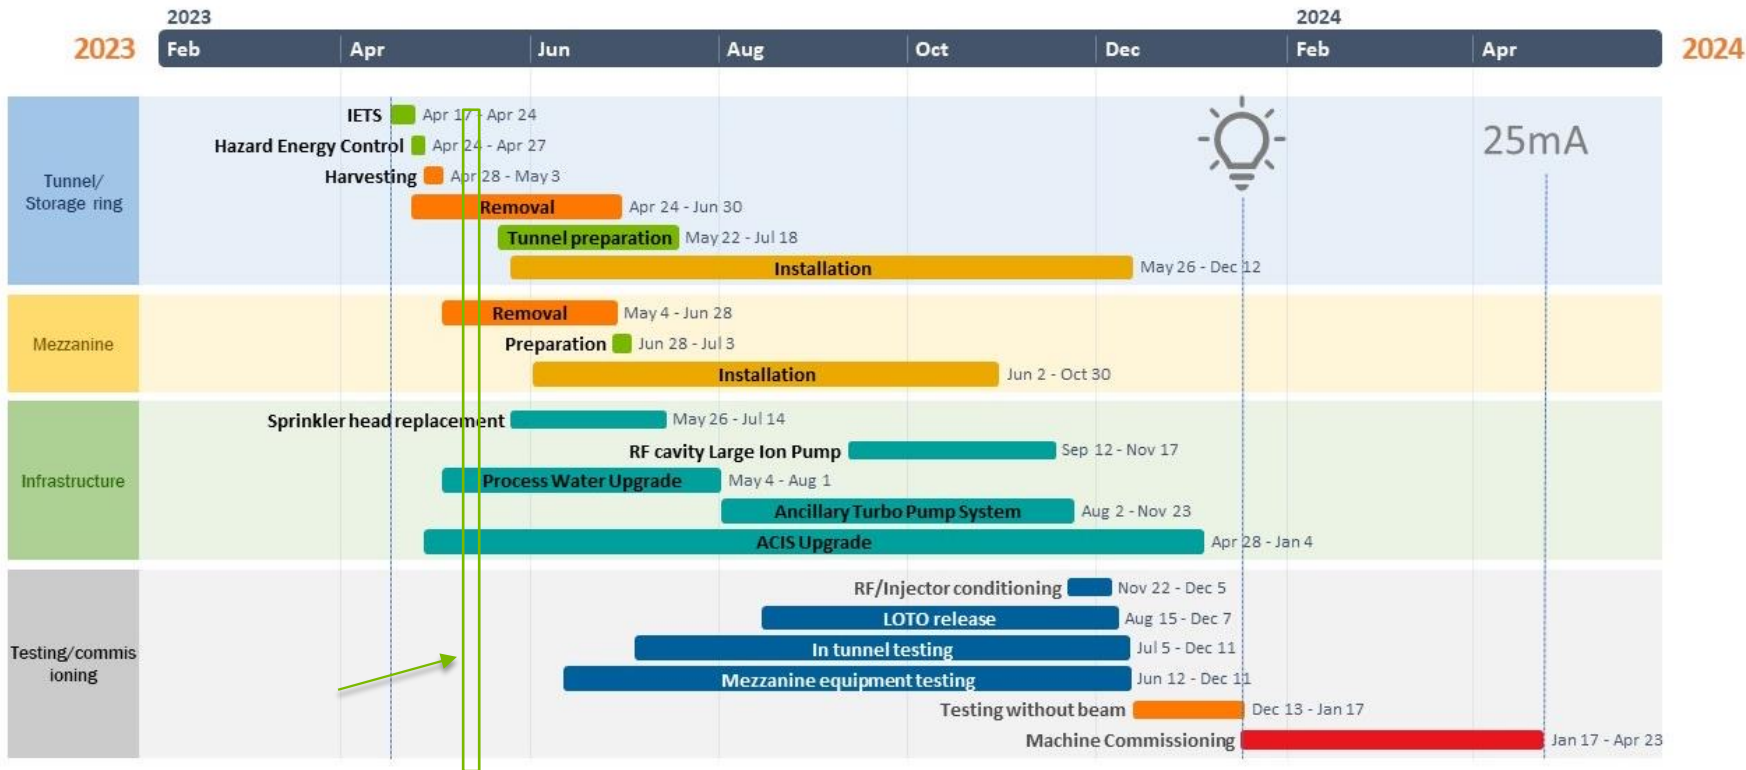 2023
2024
2023
Feb
Apr
Jun
Aug
Oct
Dec
Feb
Apr
2024
Tunnel/
Storage ring
IETS
Apr 17 - Apr 24
Hazard Energy Control
Apr 24 - Apr 27
Harvesting
Apr 28 - May 3
Removal
Apr 24 - Jun 30
Tunnel preparation
May 22 - Jul 18
Installation
May 26 - Dec 12
25mA
Mezzanine
Removal
May 4 - Jun 28
Preparation
Jun 28 - Jul 3
Installation
Jun 2 - Oct 30
Infrastructure
Sprinkler head replacement
May 26 - Jul 14
RF cavity Large Ion Pump
Sep 12 - Nov 17
Process Water Upgrade
May 4 - Aug 1
Ancillary Turbo Pump System
Aug 2 - Nov 23
ACIS Upgrade
Apr 28 - Jan 4
Testing/commis
ioning
RF/Injector conditioning
Nov 22 - Dec 5
LOTO release
Aug 15 - Dec 7
In tunnel testing
Jul 5 - Dec 11
Mezzanine equipment testing
Jun 12 - Dec 11
Testing without beam
Dec 13 - Jan 17
Machine Commissioning
Jan 17 - Apr 23